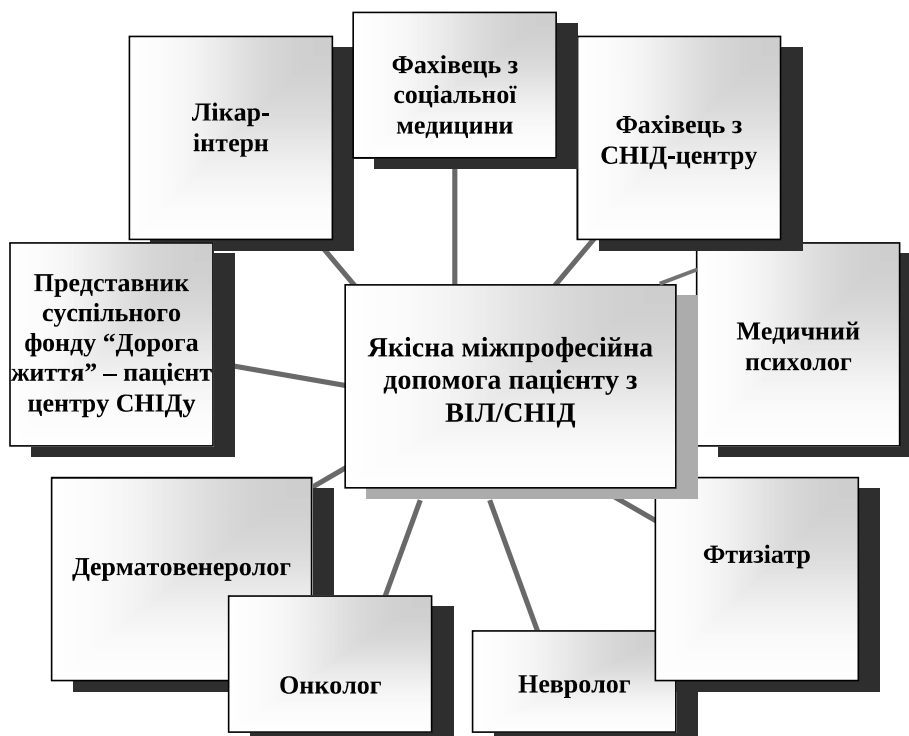 Фахівець з
соціальної
медицини
Лікар-
інтерн
Фахівець з
СНІД-центру
Представник
суспільного
фонду “Дорога
життя” – пацієнт
центру СНІДу
Якісна міжпрофесійна
допомога пацієнту з
ВІЛ/СНІД
Медичний
психолог
Дерматовенеролог
Фтизіатр
Онколог
Невролог